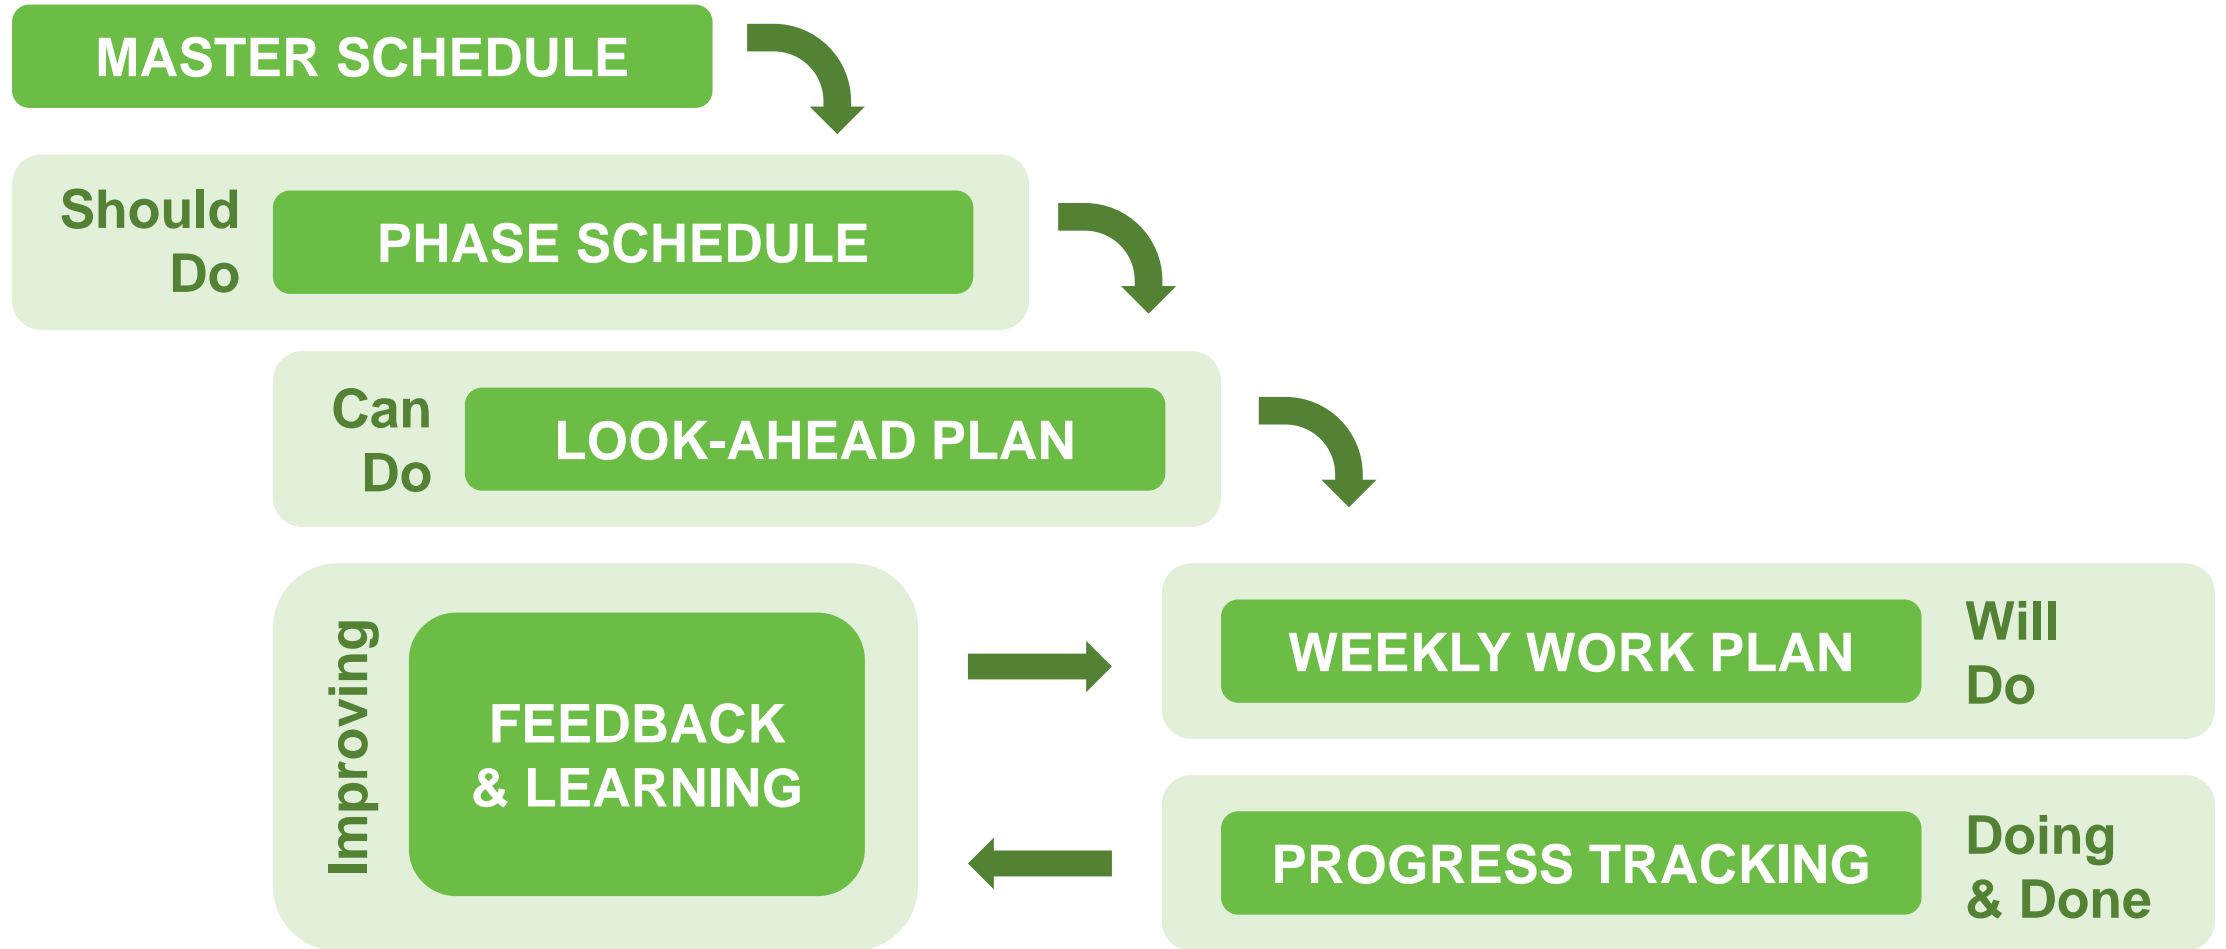 MASTER SCHEDULE
Should
Do
PHASE SCHEDULE
Can
Do
LOOK-AHEAD PLAN
Improving
FEEDBACK
& LEARNING
WEEKLY WORK PLAN
Will
Do
PROGRESS TRACKING
Doing
& Done